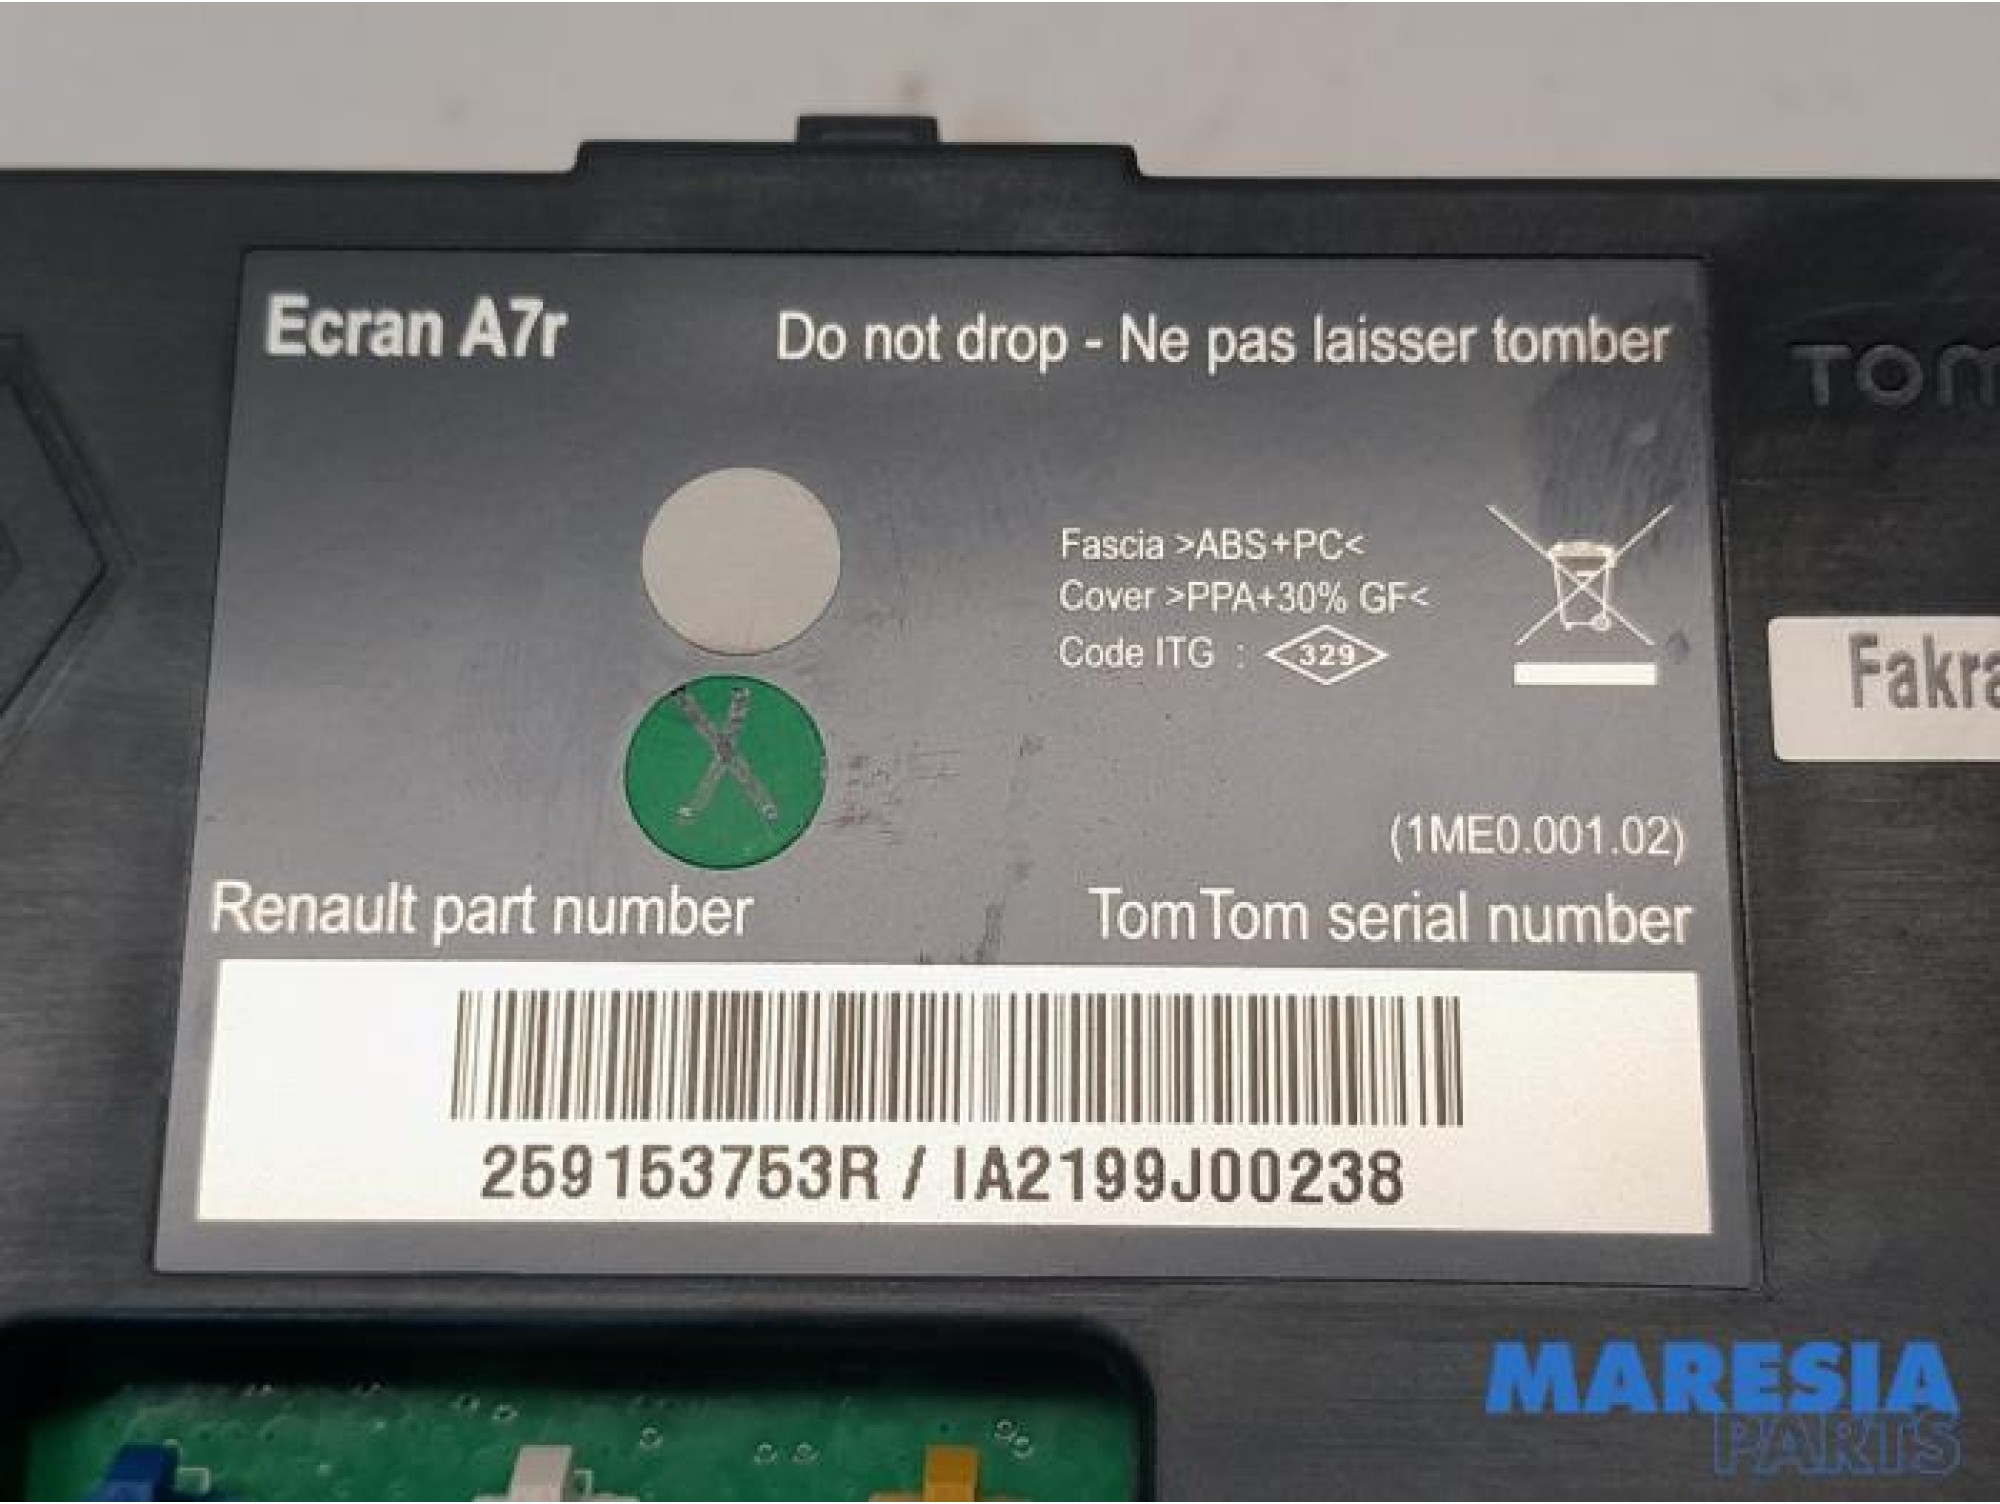 Ecran A7r
Do not drop - Ne pas laisser tomber
TOM
Fascia >ABS+PC<
Cover >PPA+30% GF<
Code ITG : 329
Fakra
X
(1ME0.001.02)
Renault part number
TomTom serial number
259153753R / IA2199J00238
MARESIA
PARTS